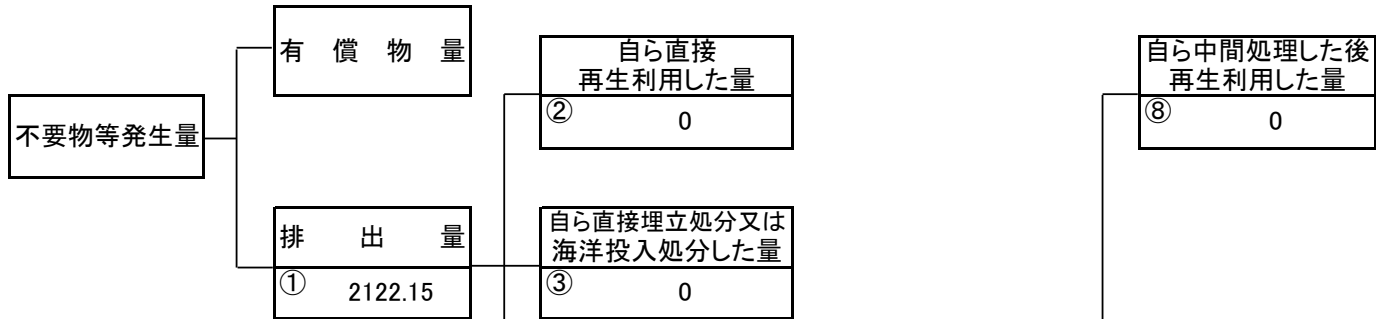 有償物量
自ら直接
再生利用した量
② 0
自ら中間処理した後
再生利用した量
⑧ 0
不要物等発生量
排出量
① 2122.15
自ら直接埋立処分又は
海洋投入処分した量
③ 0